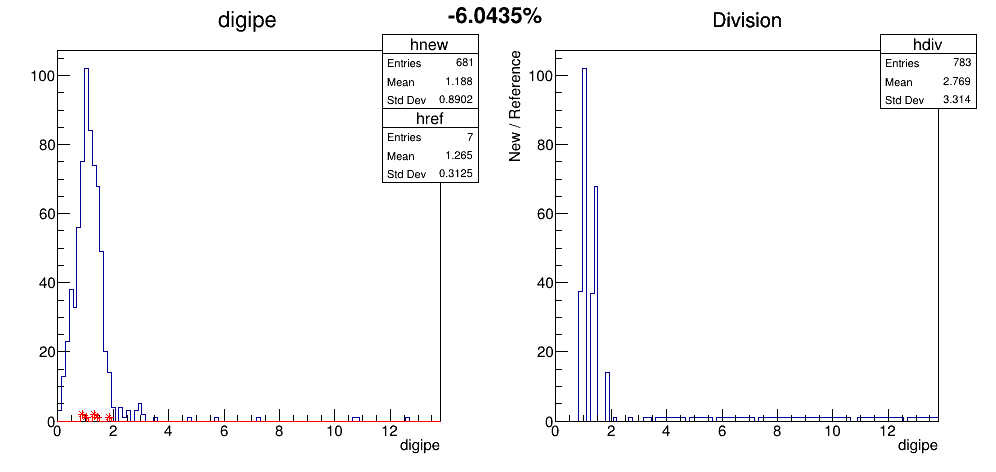 -6.0435%
digipe
hnew
Entries 681
Mean 1.188
Std Dev 0.8902
href
Entries 7
Mean 1.265
Std Dev 0.3125
100
80
60
40
20
0
0 2 4 6 8 10 12
digipe
Division
hdiv
Entries 783
Mean 2.769
Std Dev 3.314
New / Reference
100
80
60
40
20
0
0 2 4 6 8 10 12
digipe